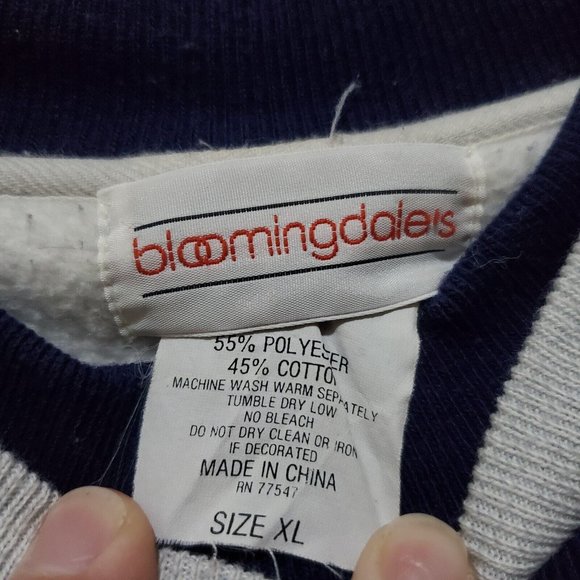 bloomingdale's
55% POLYESTER
45% COTTON
MACHINE WASH WARM SEPARATELY
TUMBLE DRY LOW
NO BLEACH
DO NOT DRY CLEAN OR IRON
IF DECORATED
MADE IN CHINA
RN 77547
SIZE XL